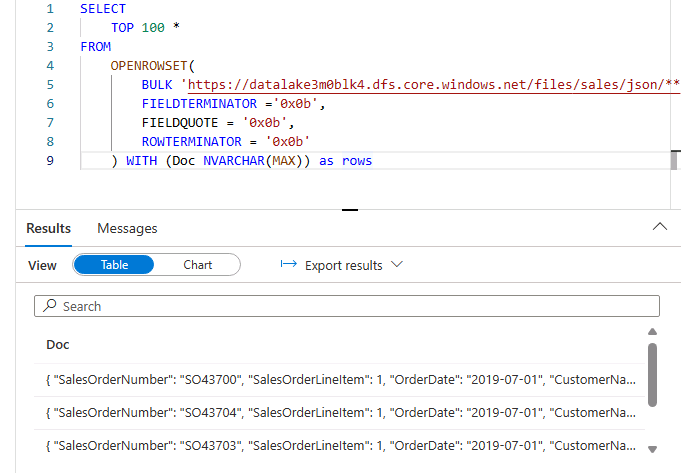 1 SELECT
2 TOP 100 *
3 FROM
4 OPENROWSET(
5 BULK 'https://datalake3m0blk4.dfs.core.windows.net/files/sales/json/**
6 FIELDTERMINATOR ='0x0b',
7 FIELDQUOTE = '0x0b',
8 ROWTERMINATOR = '0x0b'
9 ) WITH (Doc NVARCHAR(MAX)) as rows
Results Messages
View Table Chart Export results
Search
Doc
{ "SalesOrderNumber": "SO43700", "SalesOrderLineItem": 1, "OrderDate": "2019-07-01", "CustomerNa...
{ "SalesOrderNumber": "SO43704", "SalesOrderLineItem": 1, "OrderDate": "2019-07-01", "CustomerNa...
{ "SalesOrderNumber": "SO43703", "SalesOrderLineItem": 1, "OrderDate": "2019-07-01", "CustomerNa...